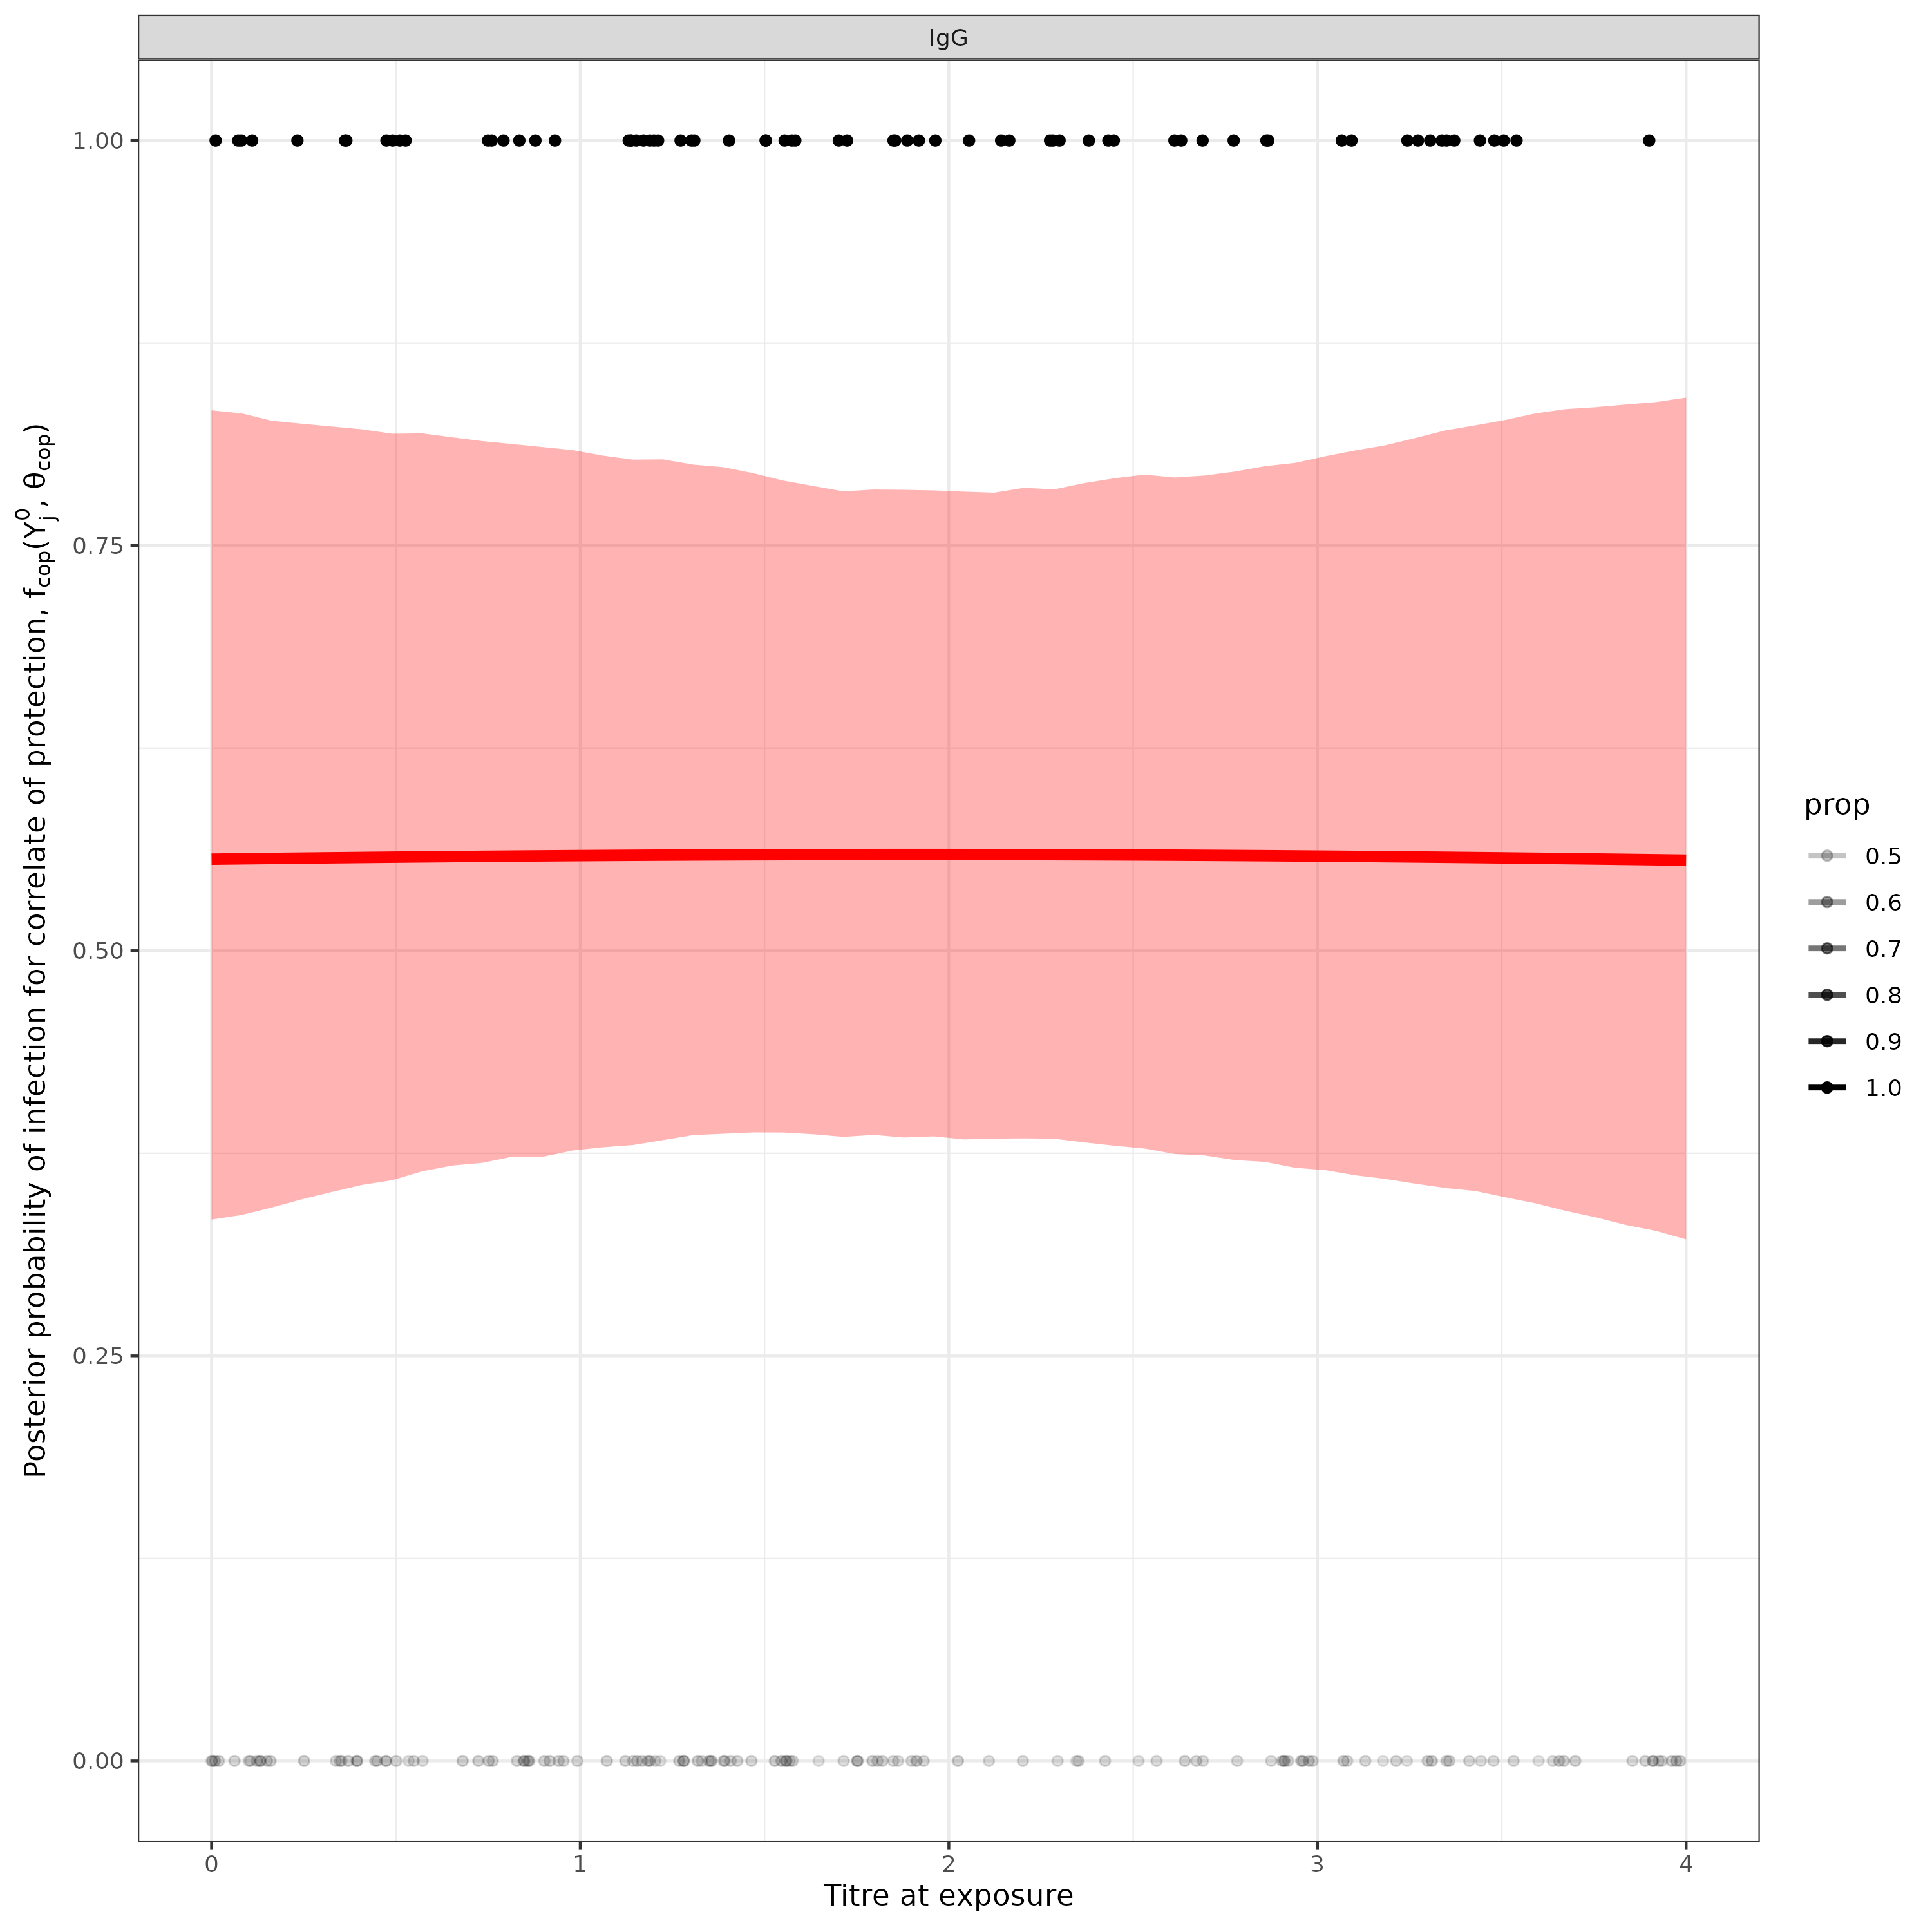 IgG
Posterior probability of infection for correlate of protection, f_cop(Y_j^0, θ_cop)
1.00
0.75
0.50
0.25
0.00
0 1 2 3 4
Titre at exposure
prop
0.5
0.6
0.7
0.8
0.9
1.0